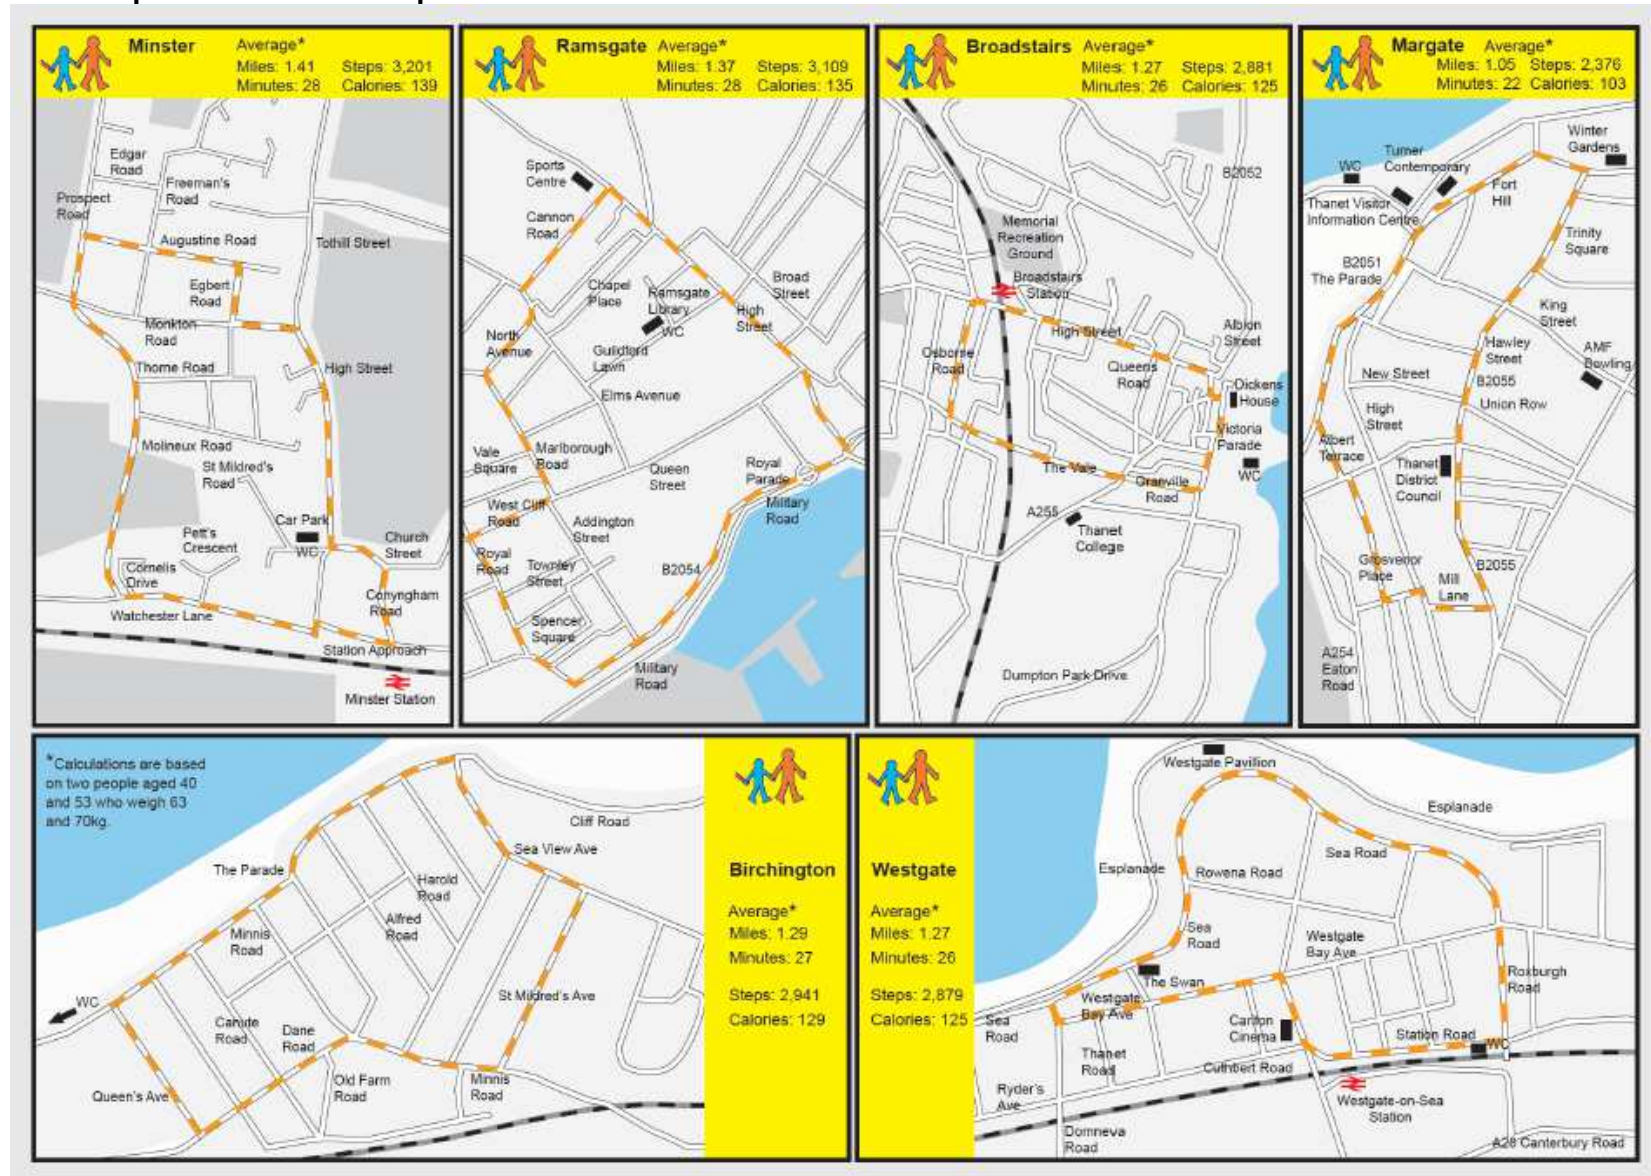 Minster
Average*
Miles: 1.41 Steps: 3,201
Minutes: 28 Calories: 139
Edgar
Road
Freeman's
Road
Prospect
Road
Augustine Road
Tothill Street
Egbert
Road
Monkton
Road
Thorne Road
High Street
Molineux Road
St Mildred's
Road
Car Park
WC
Pett's
Crescent
Church
Street
Cornelis
Drive
Conyngham
Road
Watchester Lane
Station Approach
Minster Station
Ramsgate
Average*
Miles: 1.37 Steps: 3,109
Minutes: 28 Calories: 135
Sports
Centre
Cannon
Road
Chapel
Place
Ramsgate
Library
WC
Broad
Street
High
Street
North
Avenue
Guildford
Lawn
Elms Avenue
Vale
Square
Marlborough
Road
Queen
Street
Royal
Parade
Military
Road
West Cliff
Road
Addington
Street
Royal
Road
Townley
Street
B2054
Spencer
Square
Military
Road
Broadstairs
Average*
Miles: 1.27 Steps: 2,881
Minutes: 26 Calories: 125
B2052
Memorial
Recreation
Ground
Broadstairs
Station
High Street
Albion
Street
Osborne
Road
Queens
Road
Dickens
House
Victoria
Parade
WC
The Vale
Granville
Road
A255
Thanet
College
Dumpton Park Drive
Margate
Average*
Miles: 1.05 Steps: 2,376
Minutes: 22 Calories: 103
Winter
Gardens
Turner
Contemporary
WC
Fort
Hill
Thanet Visitor
Information Centre
Trinity
Square
B2051
The Parade
King
Street
Hawley
Street
AMF
Bowling
New Street
B2055
Union Row
High
Street
Albert
Terrace
Thanet
District
Council
Grosvenor
Place
B2055
Mill
Lane
A254
Eaton
Road
*Calculations are based
on two people aged 40
and 53 who weigh 63
and 70kg.
Cliff Road
Sea View Ave
The Parade
Harold
Road
Alfred
Road
Minnis
Road
St Mildred's Ave
WC
Canute
Road
Dane
Road
Queen's Ave
Old Farm
Road
Minnis
Road
Birchington
Average*
Miles: 1.29
Minutes: 27
Steps: 2,941
Calories: 129
Westgate
Average*
Miles: 1.27
Minutes: 26
Steps: 2,879
Calories: 125
Westgate Pavilion
Esplanade
Sea Road
Esplanade
Rowena Road
Sea
Road
Westgate
Bay Ave
The Swan
Roxburgh
Road
Westgate
Bay Ave
Sea
Road
Carlton
Cinema
Station Road
WC
Thanet
Road
Cuthbert Road
Ryder's
Ave
Westgate-on-Sea
Station
Domneva
Road
A28 Canterbury Road